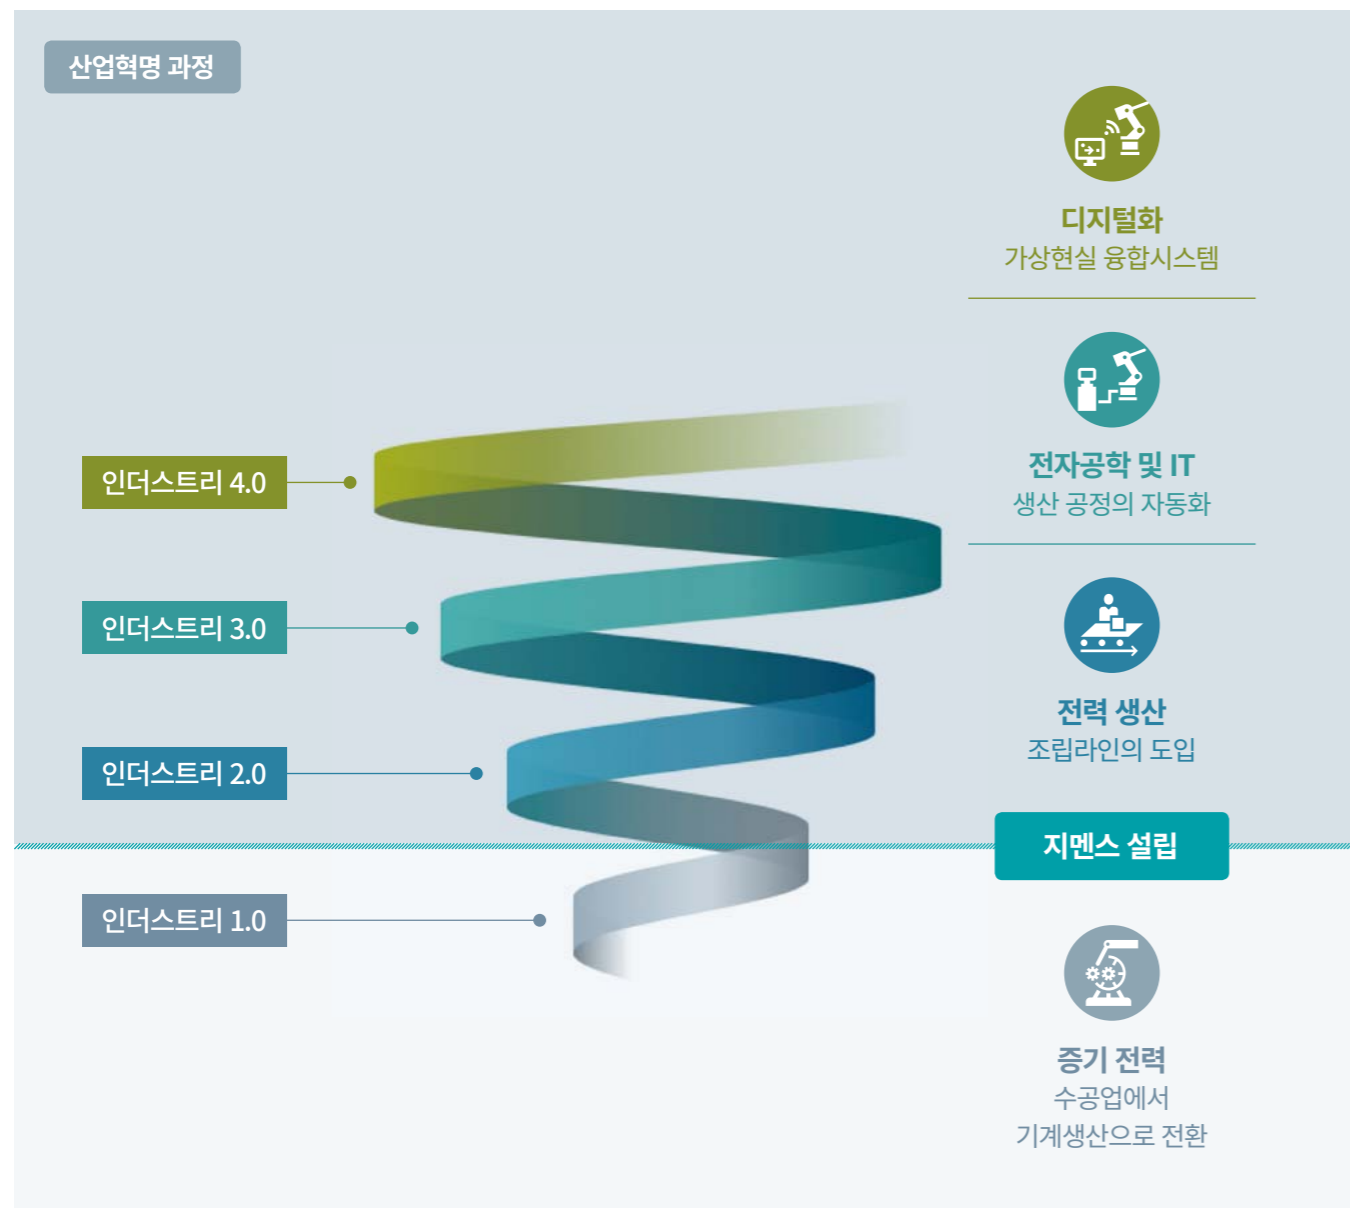 산업혁명 과정
디지털화
가상현실 융합시스템
인더스트리 4.0
전자공학 및 IT
생산 공정의 자동화
인더스트리 3.0
전력 생산
조립라인의 도입
인더스트리 2.0
지멘스 설립
인더스트리 1.0
증기 전력
수공업에서
기계생산으로 전환